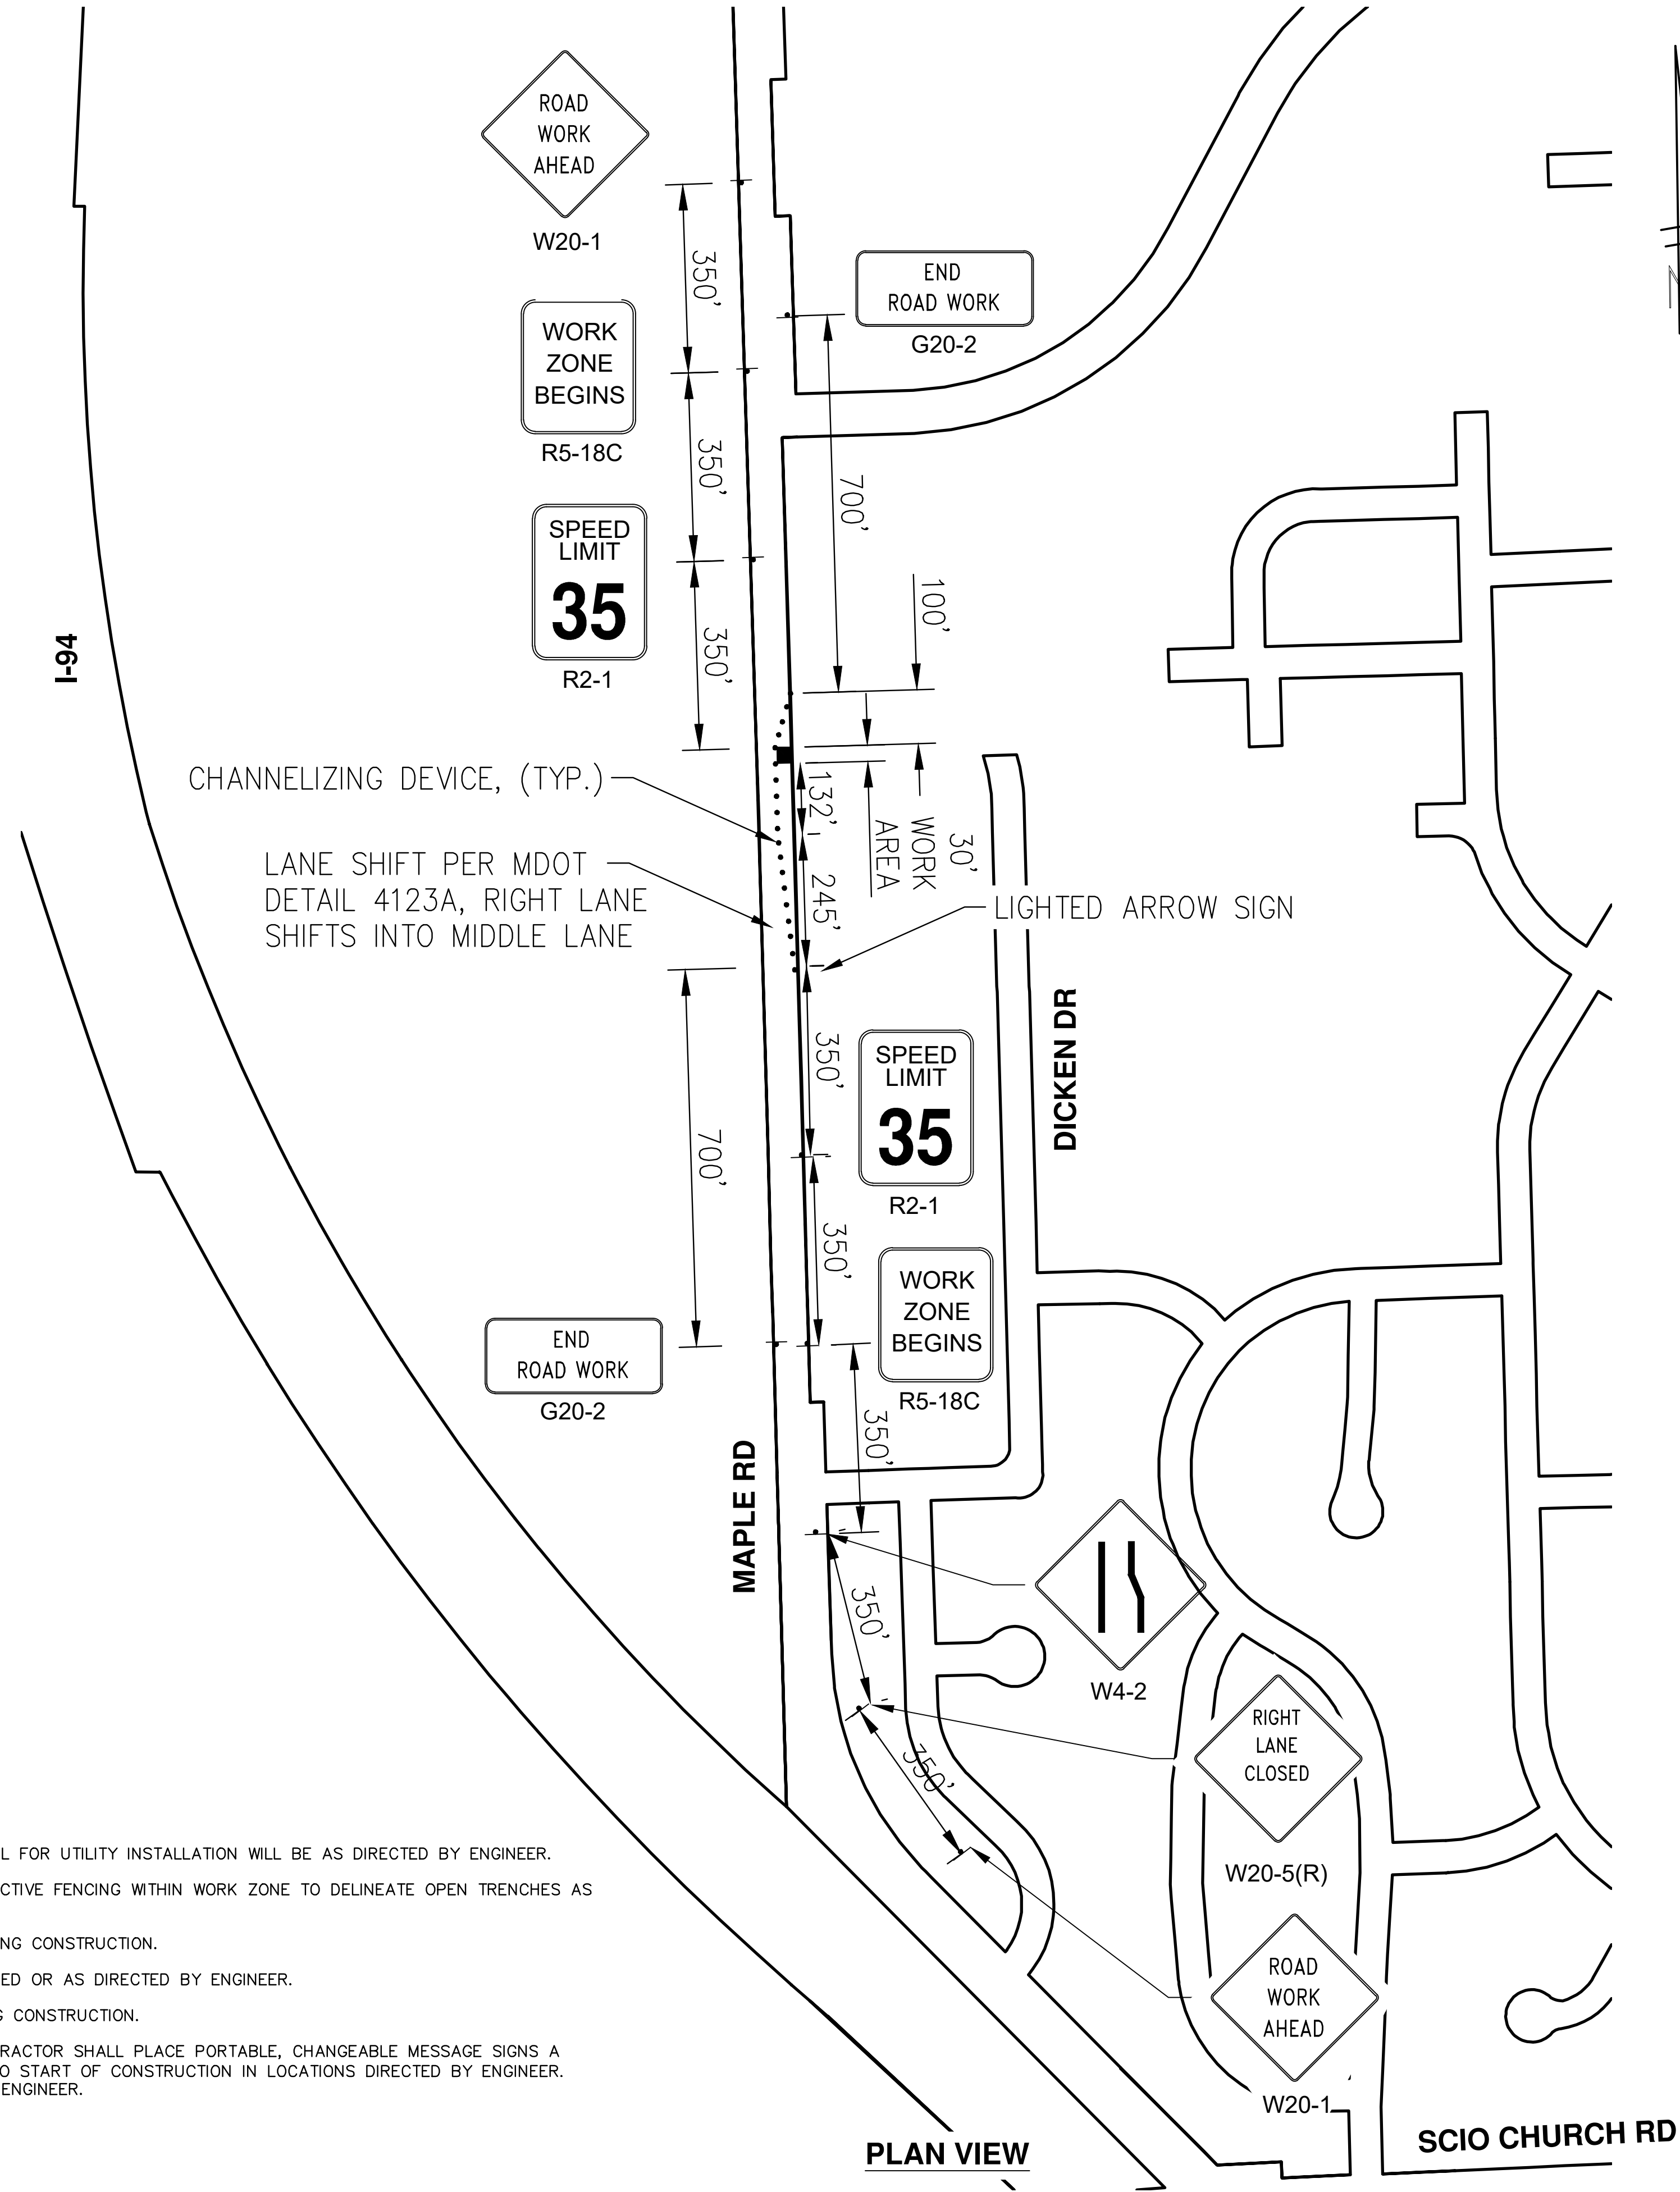 ROAD
WORK
AHEAD
W20-1
350'
WORK
ZONE
BEGINS
R5-18C
350'
SPEED
LIMIT
35
R2-1
350'
END
ROAD WORK
G20-2
700'
100'
I-94
CHANNELIZING DEVICE, (TYP.)
LANE SHIFT PER MDOT
DETAIL 4123A, RIGHT LANE
SHIFTS INTO MIDDLE LANE
132'
245'
30'
WORK
AREA
LIGHTED ARROW SIGN
700'
350'
SPEED
LIMIT
35
R2-1
DICKEN DR
350'
WORK
ZONE
BEGINS
R5-18C
END
ROAD WORK
G20-2
350'
MAPLE RD
350'
W4-2
350'
RIGHT
LANE
CLOSED
W20-5(R)
ROAD
WORK
AHEAD
W20-1
L FOR UTILITY INSTALLATION WILL BE AS DIRECTED BY ENGINEER.
CTIVE FENCING WITHIN WORK ZONE TO DELINEATE OPEN TRENCHES AS
NG CONSTRUCTION.
ED OR AS DIRECTED BY ENGINEER.
G CONSTRUCTION.
RACTOR SHALL PLACE PORTABLE, CHANGEABLE MESSAGE SIGNS A
O START OF CONSTRUCTION IN LOCATIONS DIRECTED BY ENGINEER.
ENGINEER.
PLAN VIEW
SCIO CHURCH RD